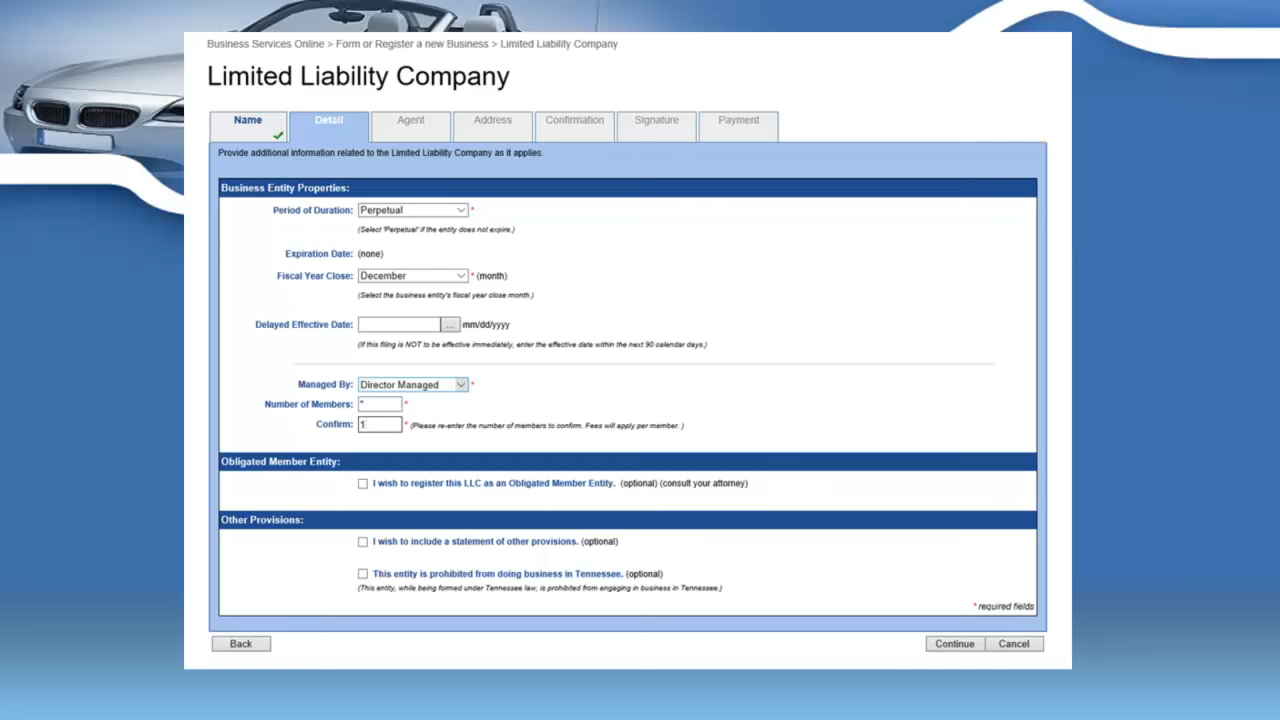 Business Services Online > Form or Register a new Business > Limited Liability Company
Limited Liability Company
Name Detail Agent Address Confirmation Signature Payment
Provide additional information related to the Limited Liability Company as it applies.
Business Entity Properties:
Period of Duration: Perpetual *
(Select 'Perpetual' if the entity does not expire.)
Expiration Date: (none)
Fiscal Year Close: December * (month)
(Select the business entity's fiscal year close month.)
Delayed Effective Date: ... mm/dd/yyyy
(If this filing is NOT to be effective immediately, enter the effective date within the next 90 calendar days.)
Managed By: Director Managed *
Number of Members: * *
Confirm: 1 * (Please re-enter the number of members to confirm. Fees will apply per member. )
Obligated Member Entity:
I wish to register this LLC as an Obligated Member Entity. (optional) (consult your attorney)
Other Provisions:
I wish to include a statement of other provisions. (optional)
This entity is prohibited from doing business in Tennessee. (optional)
(This entity, while being formed under Tennessee law, is prohibited from engaging in business in Tennessee.)
* required fields
Back Continue Cancel